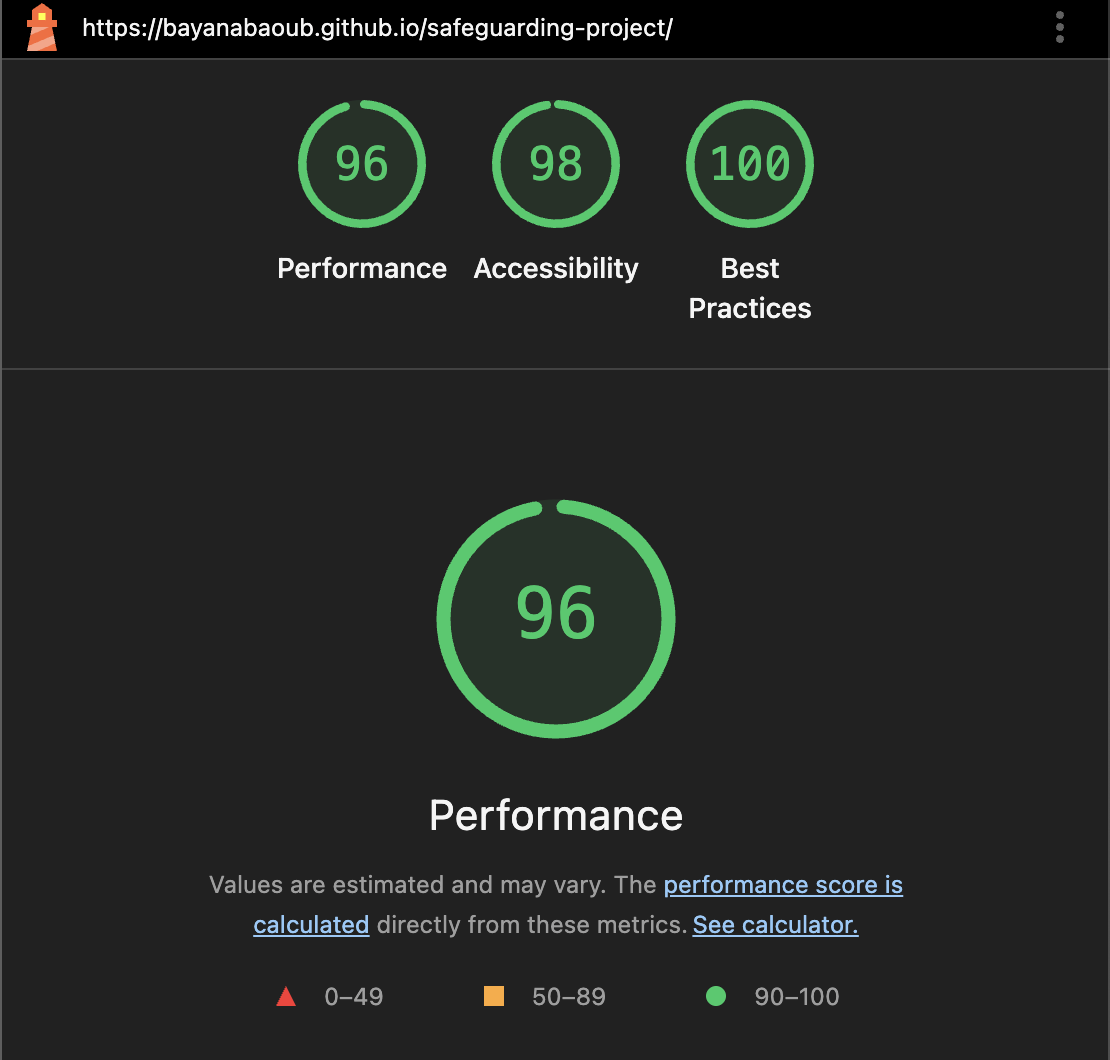 https://bayanabaoub.github.io/safeguarding-project/
96
98
100
Performance
Accessibility
Best
Practices
96
Performance
Values are estimated and may vary. The performance score is
calculated directly from these metrics. See calculator.
0–49
50–89
90–100